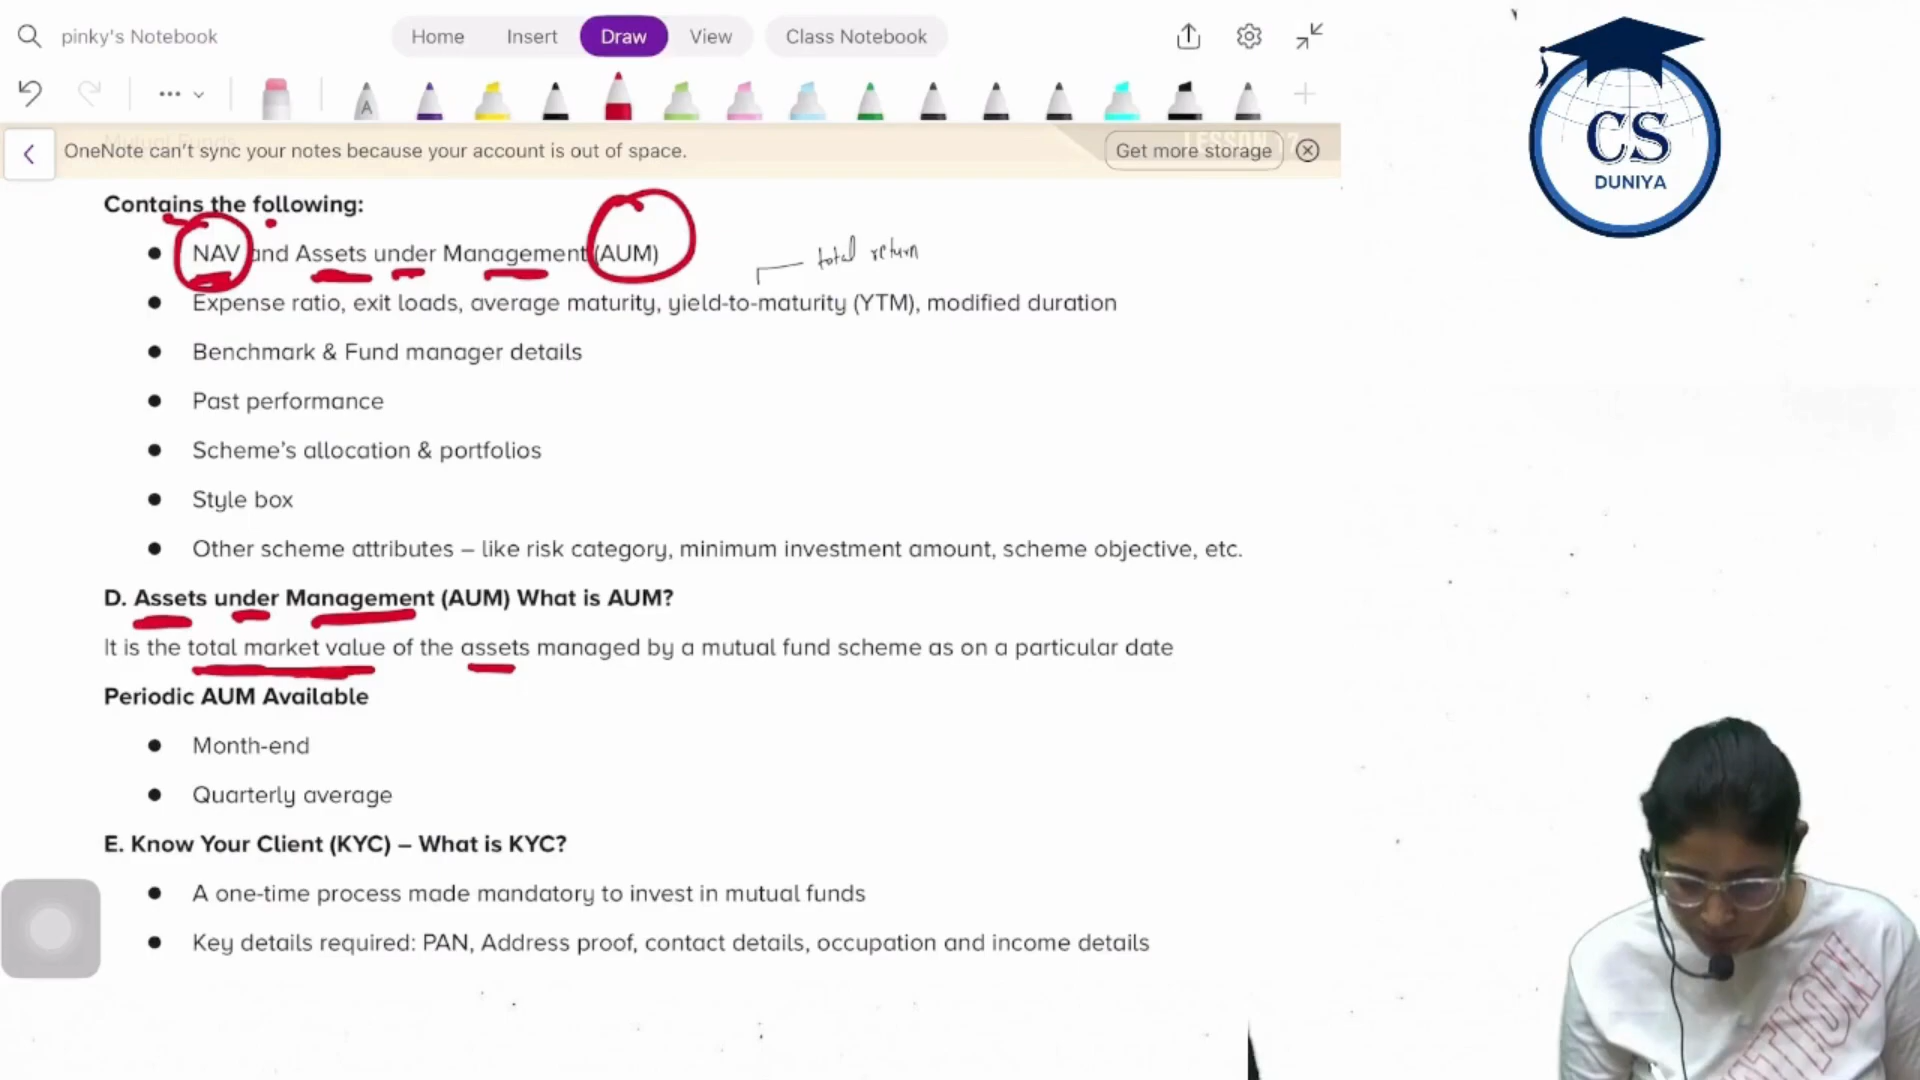 pinky's Notebook
Home Insert Draw View Class Notebook
A
Mutual Funds LESSON 17
OneNote can't sync your notes because your account is out of space. Get more storage
Contains the following:
● NAV and Assets under Management (AUM)
total return
● Expense ratio, exit loads, average maturity, yield-to-maturity (YTM), modified duration
● Benchmark & Fund manager details
● Past performance
● Scheme's allocation & portfolios
● Style box
● Other scheme attributes – like risk category, minimum investment amount, scheme objective, etc.
D. Assets under Management (AUM) What is AUM?
It is the total market value of the assets managed by a mutual fund scheme as on a particular date
Periodic AUM Available
● Month-end
● Quarterly average
E. Know Your Client (KYC) – What is KYC?
● A one-time process made mandatory to invest in mutual funds
● Key details required: PAN, Address proof, contact details, occupation and income details
CS
DUNIYA